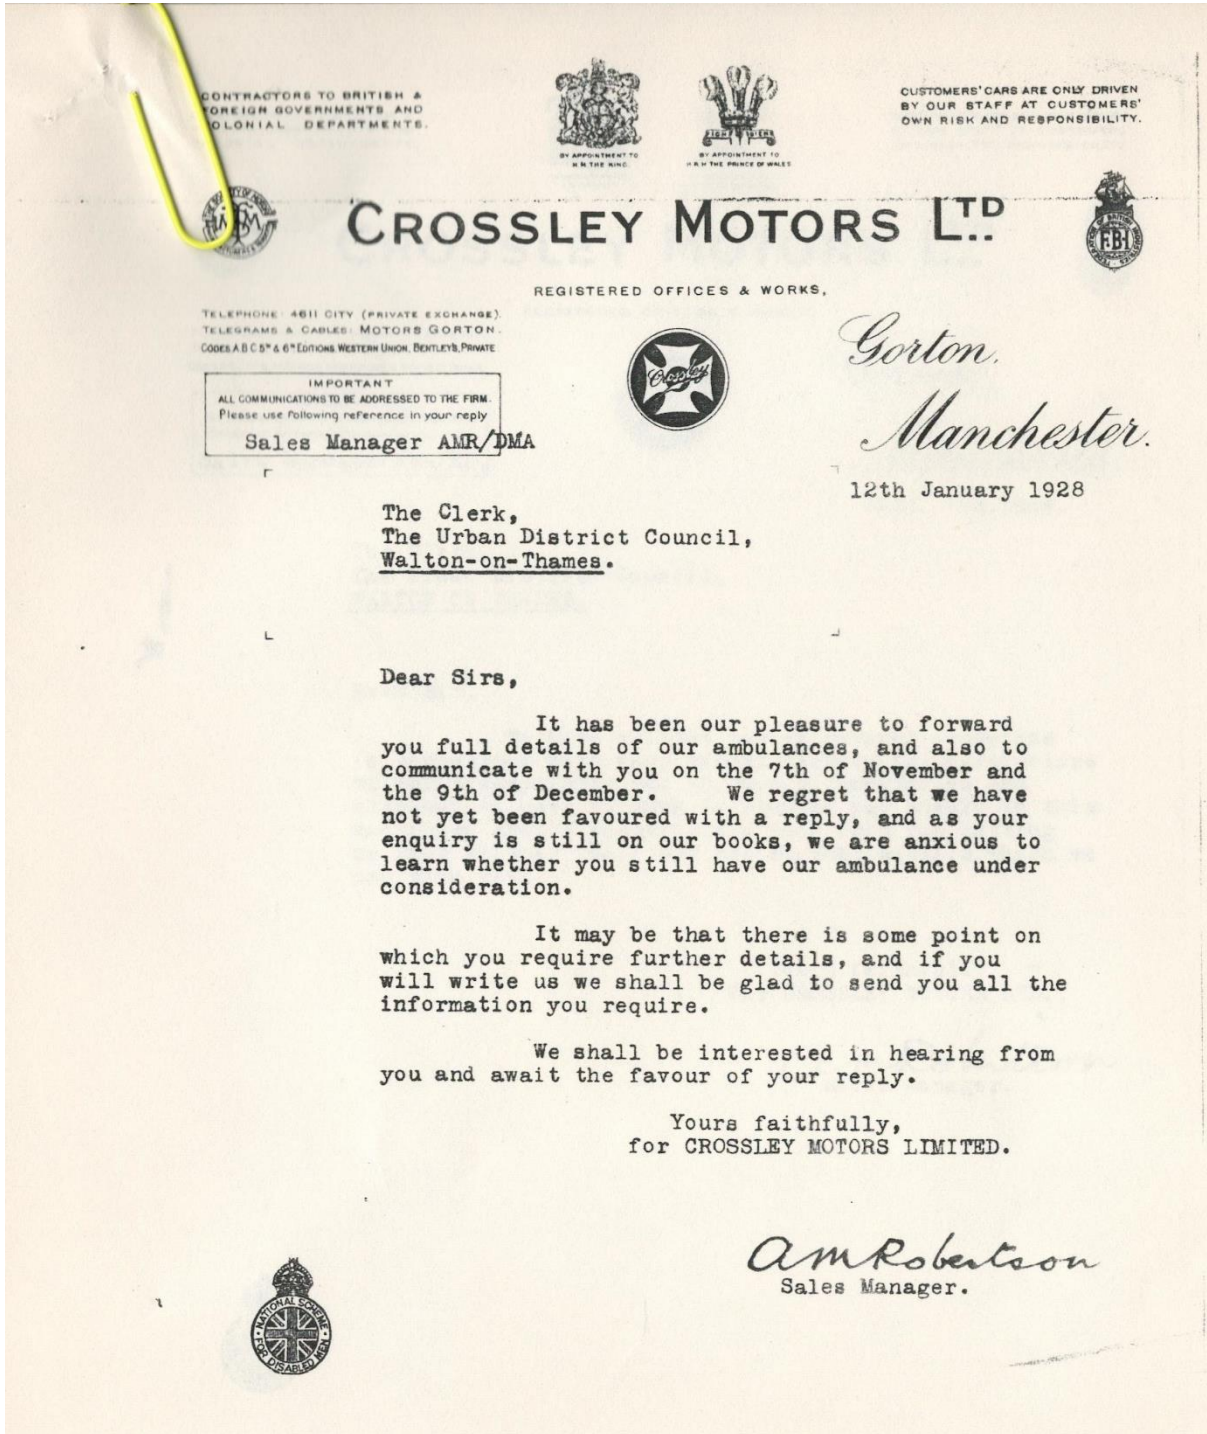 CONTRACTORS TO BRITISH &
FOREIGN GOVERNMENTS AND
COLONIAL DEPARTMENTS.
BY APPOINTMENT TO
H.M. THE KING.
BY APPOINTMENT TO
H.R.H THE PRINCE OF WALES
CUSTOMERS' CARS ARE ONLY DRIVEN
BY OUR STAFF AT CUSTOMERS'
OWN RISK AND RESPONSIBILITY.
CROSSLEY MOTORS LTD
F.B.I
REGISTERED OFFICES & WORKS,
TELEPHONE: 4611 CITY (PRIVATE EXCHANGE).
TELEGRAMS & CABLES: MOTORS GORTON.
CODES A B C 5TH & 6TH EDITIONS, WESTERN UNION, BENTLEY'S, PRIVATE
Crossley
Gorton.
Manchester.
IMPORTANT
ALL COMMUNICATIONS TO BE ADDRESSED TO THE FIRM.
Please use following reference in your reply
Sales Manager AMR/DMA
12th January 1928
The Clerk,
The Urban District Council,
Walton-on-Thames.
Dear Sirs,
It has been our pleasure to forward
you full details of our ambulances, and also to
communicate with you on the 7th of November and
the 9th of December. We regret that we have
not yet been favoured with a reply, and as your
enquiry is still on our books, we are anxious to
learn whether you still have our ambulance under
consideration.
It may be that there is some point on
which you require further details, and if you
will write us we shall be glad to send you all the
information you require.
We shall be interested in hearing from
you and await the favour of your reply.
Yours faithfully,
for CROSSLEY MOTORS LIMITED.
AMRobertson
Sales Manager.
NATIONAL SCHEME
FOR DISABLED MEN